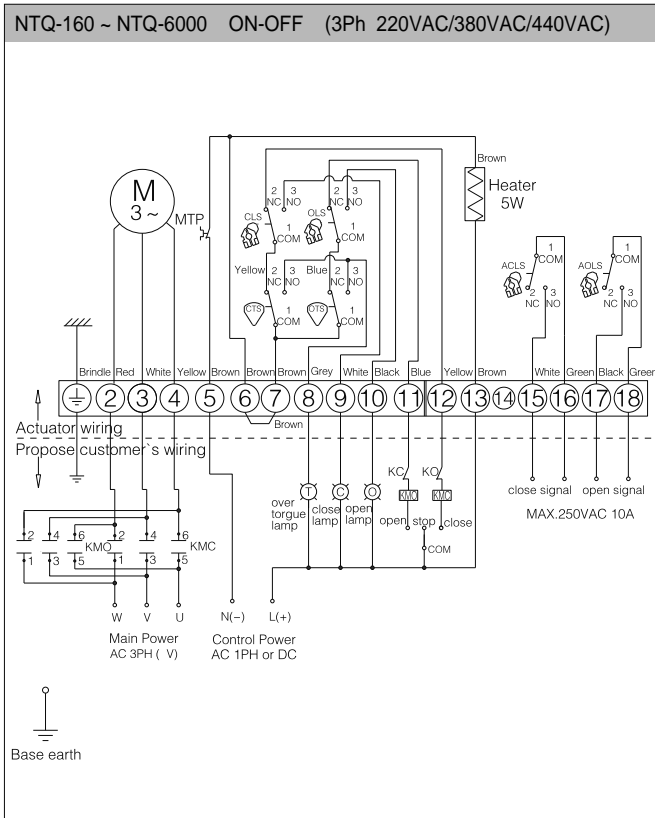 NTQ-160 ~ NTQ-6000 ON-OFF (3Ph 220VAC/380VAC/440VAC)
Brown
M
3 ~
MTP
Heater
5W
2 3
NC NO
CLS
1
COM
2 3
NC NO
OLS
1
COM
Yellow
2 3
NC NO
CTS
1
COM
Blue
2 3
NC NO
OTS
1
COM
ACLS
1
COM
2 3
NC NO
AOLS
1
COM
2 3
NC NO
Brindle Red White Yellow Brown Brown Brown Grey White Black Blue Yellow Brown White Green Black Green
2 3 4 5 6 7 8 9 10 11 12 13 14 15 16 17 18
Brown
Actuator wiring
Propose customer`s wiring
KC KO
T C O
KMO KMC
over
torgue
lamp
close
lamp
open
lamp
open stop close
COM
close signal open signal
MAX.250VAC 10A
2 4 6 KMO 2 4 6 KMC
1 3 5 1 3 5
W V U N(-) L(+)
Main Power
AC 3PH ( V)
Control Power
AC 1PH or DC
Base earth